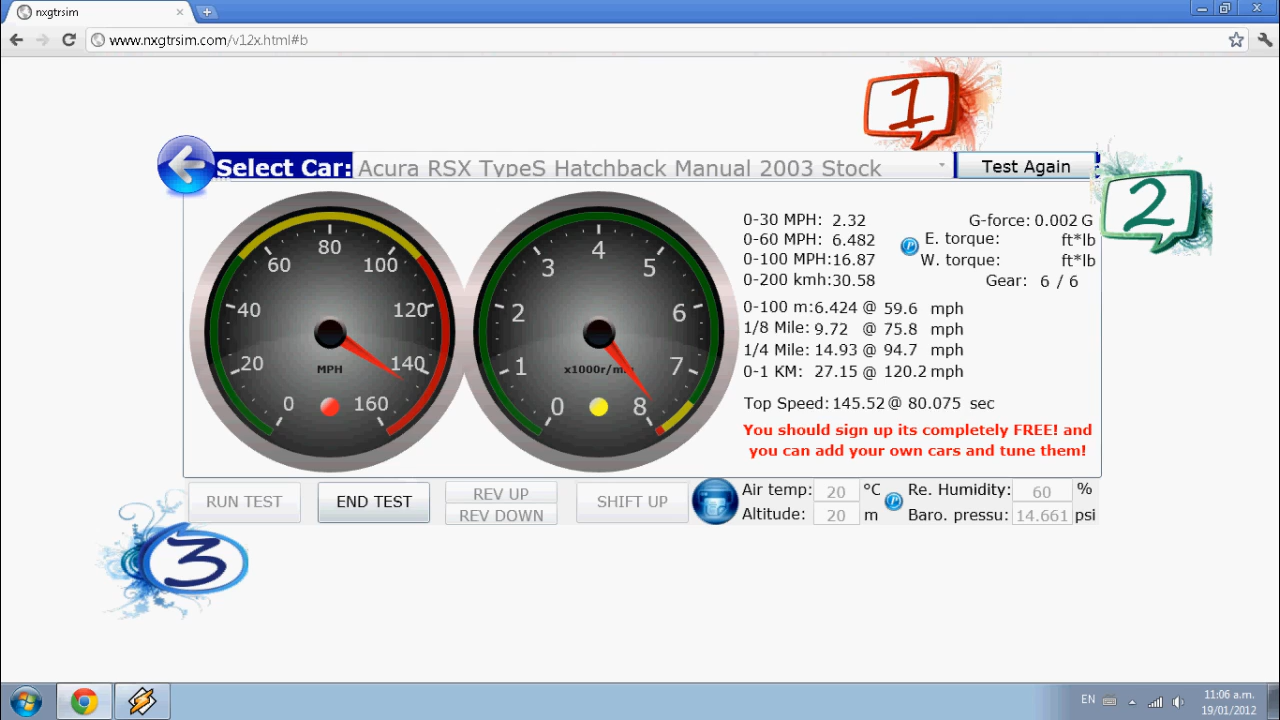 nxgtrsim
www.nxgtrsim.com/v12x.html#b
1
Select Car: Acura RSX TypeS Hatchback Manual 2003 Stock Test Again
2
0 20 40 60 80 100 120 140 160
MPH
0 1 2 3 4 5 6 7 8
x1000r/m
0-30 MPH: 2.32 G-force: 0.002 G
0-60 MPH: 6.482 E. torque: ft*lb
0-100 MPH: 16.87 W. torque: ft*lb
0-200 kmh: 30.58 Gear: 6 / 6
0-100 m: 6.424 @ 59.6 mph
1/8 Mile: 9.72 @ 75.8 mph
1/4 Mile: 14.93 @ 94.7 mph
0-1 KM: 27.15 @ 120.2 mph
Top Speed: 145.52 @ 80.075 sec
You should sign up its completely FREE! and
you can add your own cars and tune them!
RUN TEST END TEST REV UP SHIFT UP
REV DOWN
Air temp: 20 °C P Re. Humidity: 60 %
Altitude: 20 m Baro. pressu: 14.661 psi
3
EN 11:06 a.m.
19/01/2012